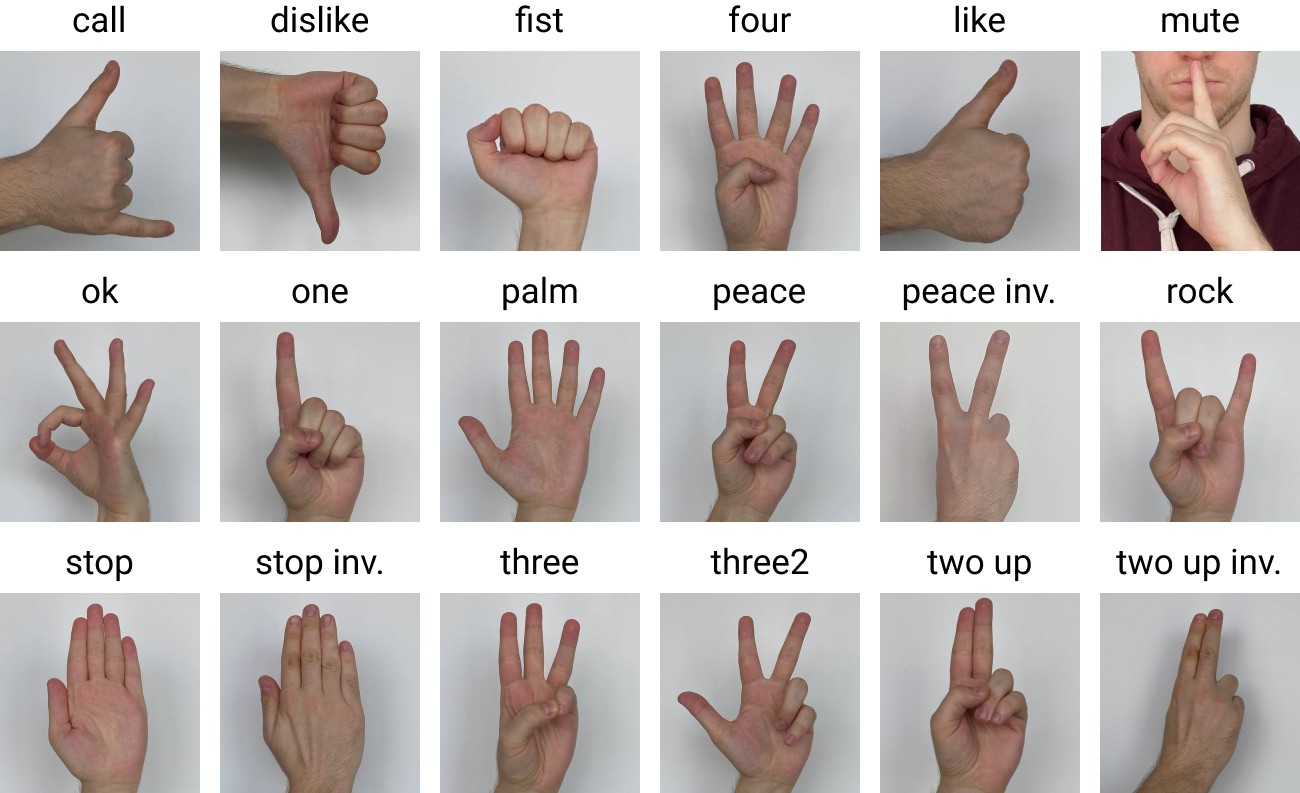 call dislike fist four like mute
ok one palm peace peace inv. rock
stop stop inv. three three2 two up two up inv.